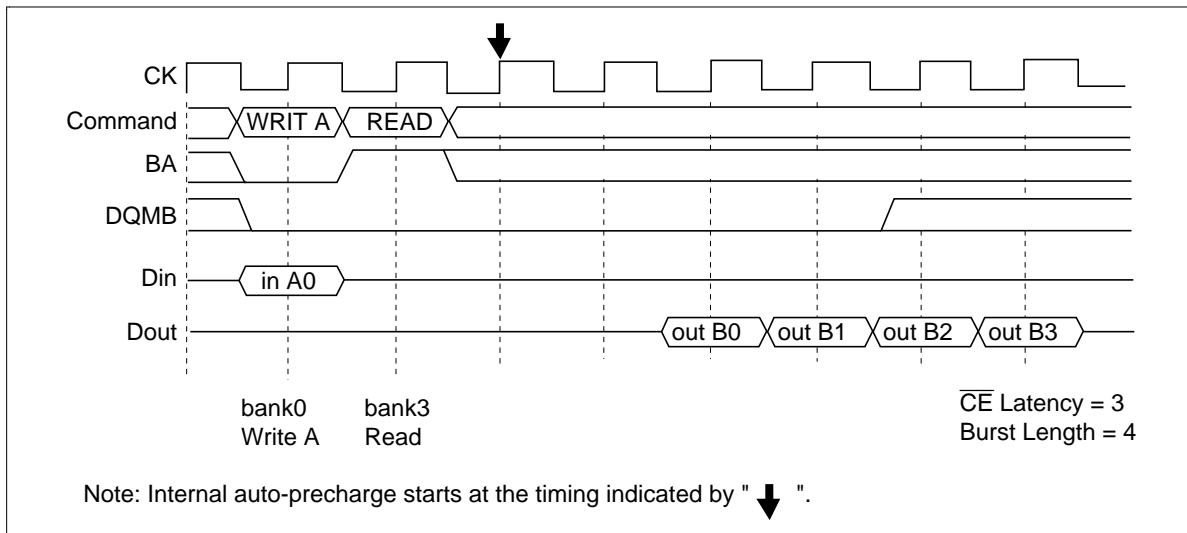 CK
Command WRIT A READ
BA
DQMB
Din in A0
Dout out B0 out B1 out B2 out B3
bank0 bank3 CE Latency = 3
Write A Read Burst Length = 4
Note: Internal auto-precharge starts at the timing indicated by " ".